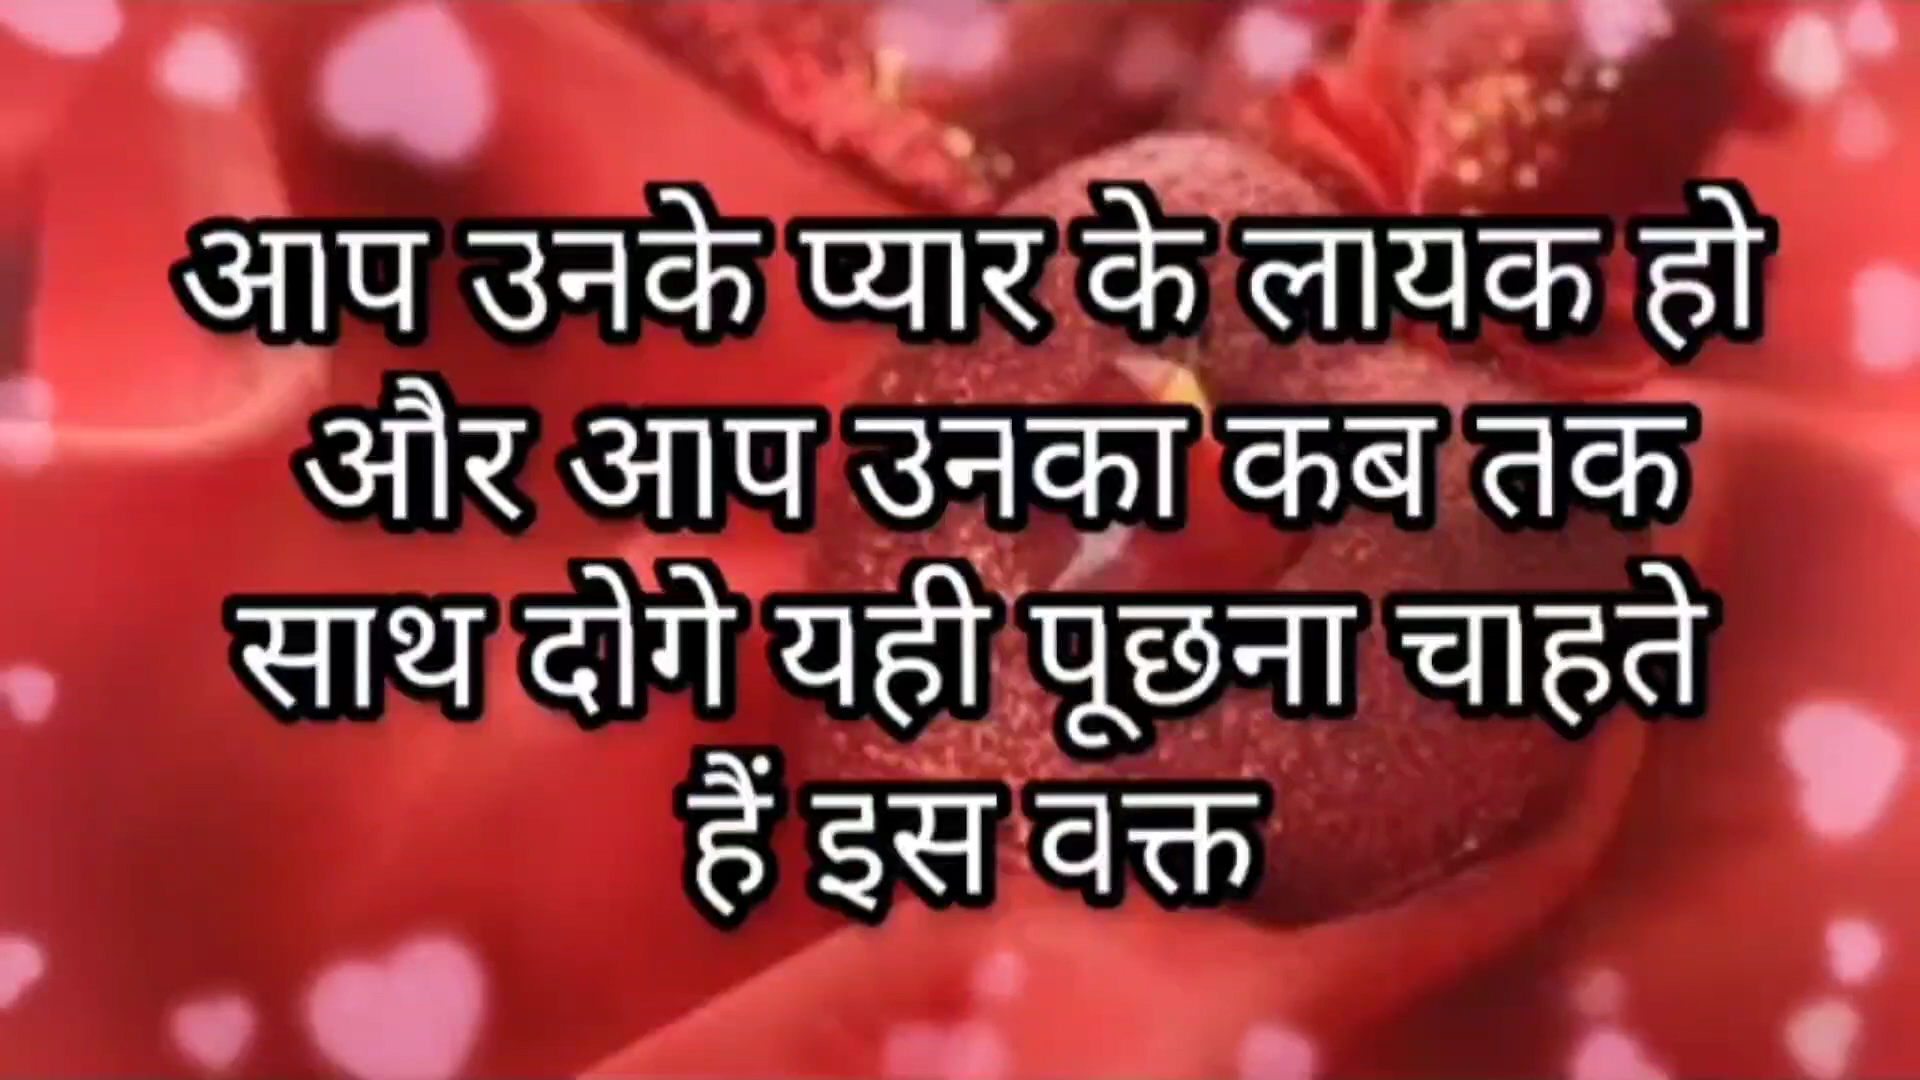 आप उनके प्यार के लायक हो
और आप उनका कब तक
साथ दोगे यही पूछना चाहते
हैं इस वक्त